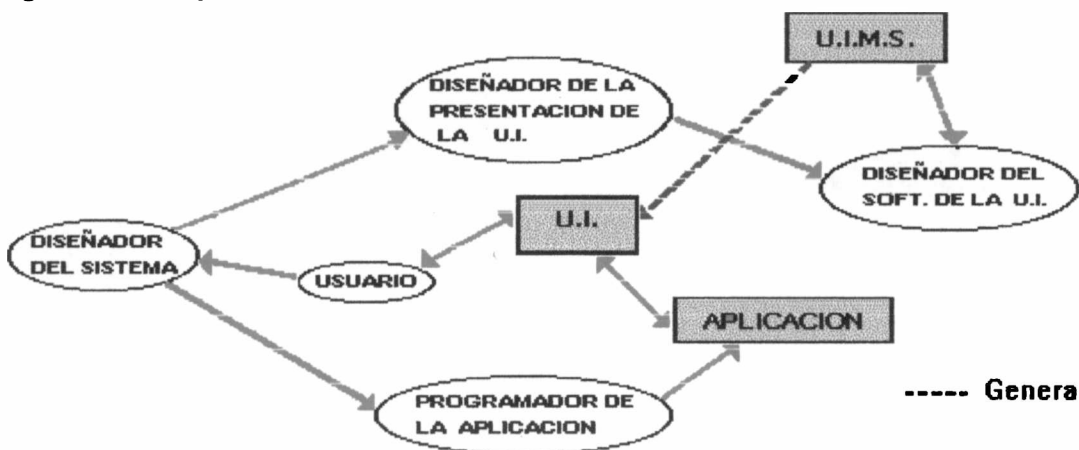 U.I.M.S.
DISEÑADOR DE LA
PRESENTACION DE
LA U.I.
DISEÑADOR DEL
SOFT. DE LA U.I.
U.I.
DISEÑADOR
DEL SISTEMA
USUARIO
APLICACION
----- Genera
PROGRAMADOR DE
LA APLICACION